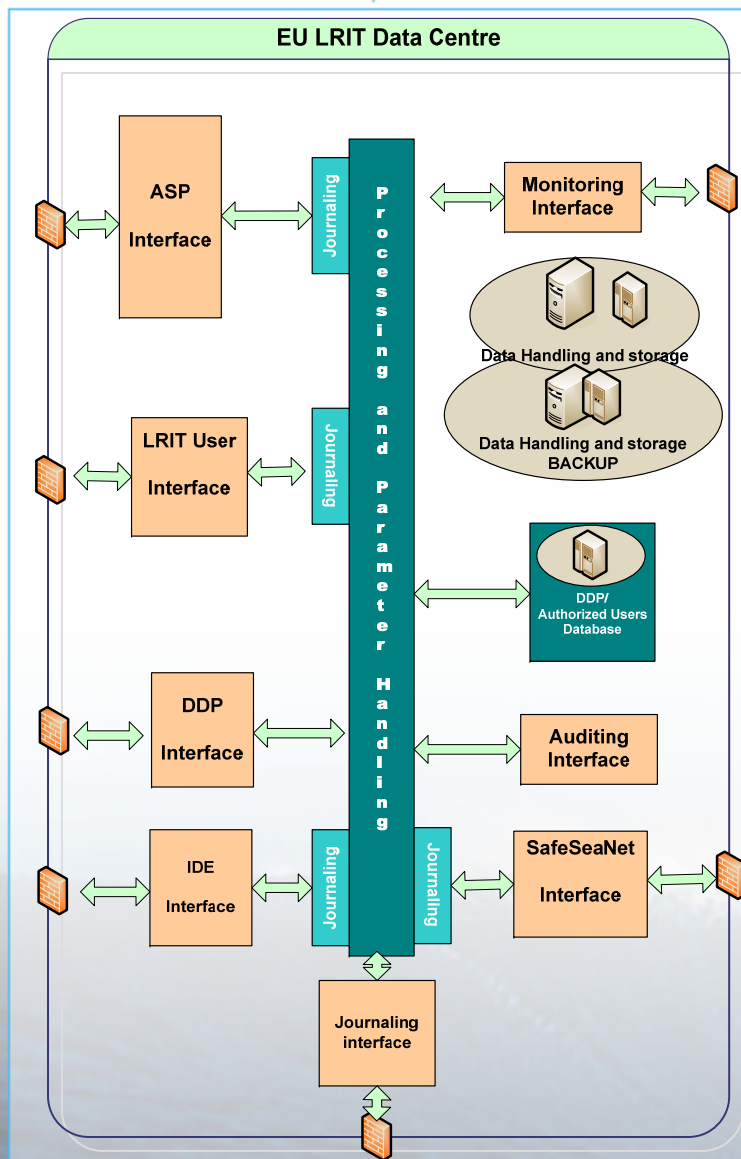 EU LRIT Data Centre
ASP
Interface
Journaling
Processing and Parameter Handling
Monitoring
Interface
Data Handling and storage
Data Handling and storage
BACKUP
LRIT User
Interface
Journaling
DDP/
Authorized Users
Database
DDP
Interface
Auditing
Interface
IDE
Interface
Journaling
Journaling
SafeSeaNet
Interface
Journaling
interface